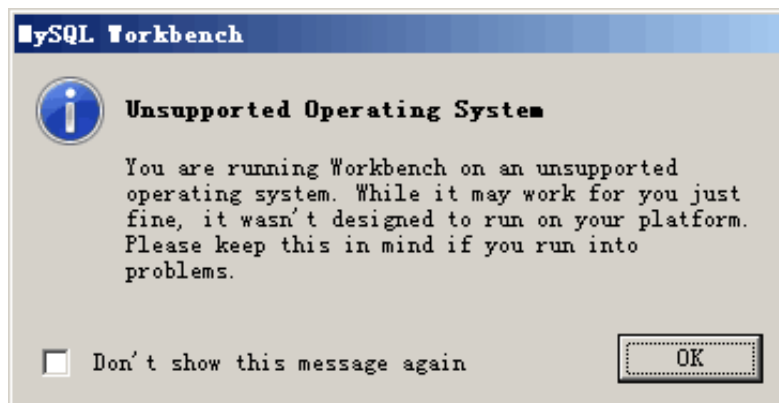 MySQL Workbench
Unsupported Operating System
You are running Workbench on an unsupported
operating system. While it may work for you just
fine, it wasn't designed to run on your platform.
Please keep this in mind if you run into
problems.
Don't show this message again
OK